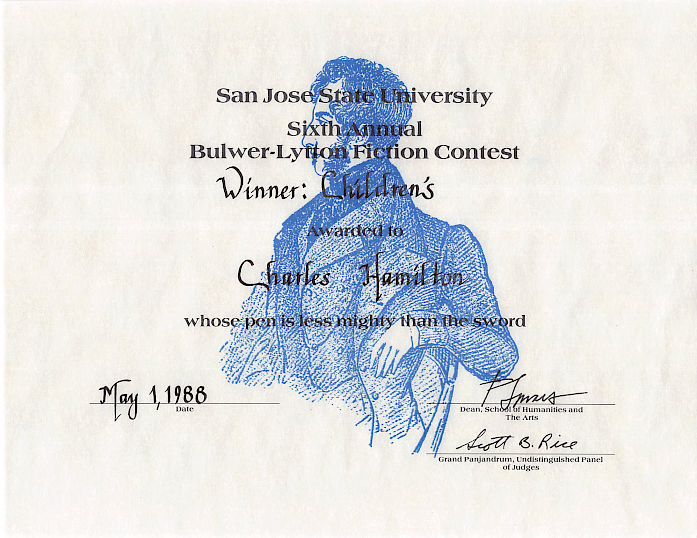 San Jose State University
Sixth Annual
Bulwer-Lytton Fiction Contest
Winner: Children's
Awarded to
Charles Hamilton
whose pen is less mighty than the sword
May 1, 1988
Date
Dean, School of Humanities and
The Arts
Scott B. Rice
Grand Panjandrum, Undistinguished Panel
of Judges